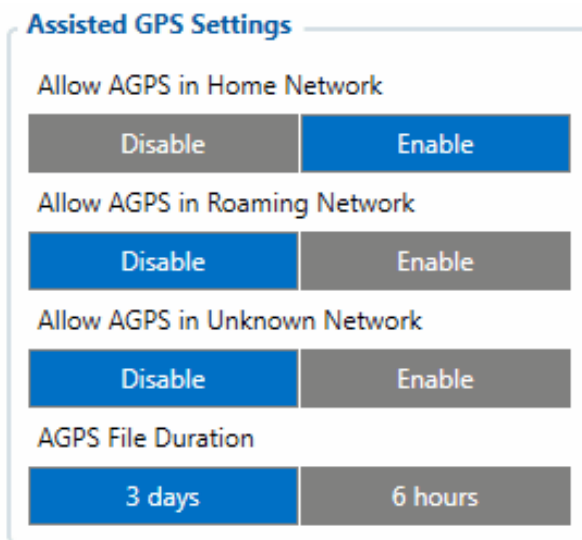 Assisted GPS Settings
Allow AGPS in Home Network
Disable Enable
Allow AGPS in Roaming Network
Disable Enable
Allow AGPS in Unknown Network
Disable Enable
AGPS File Duration
3 days 6 hours